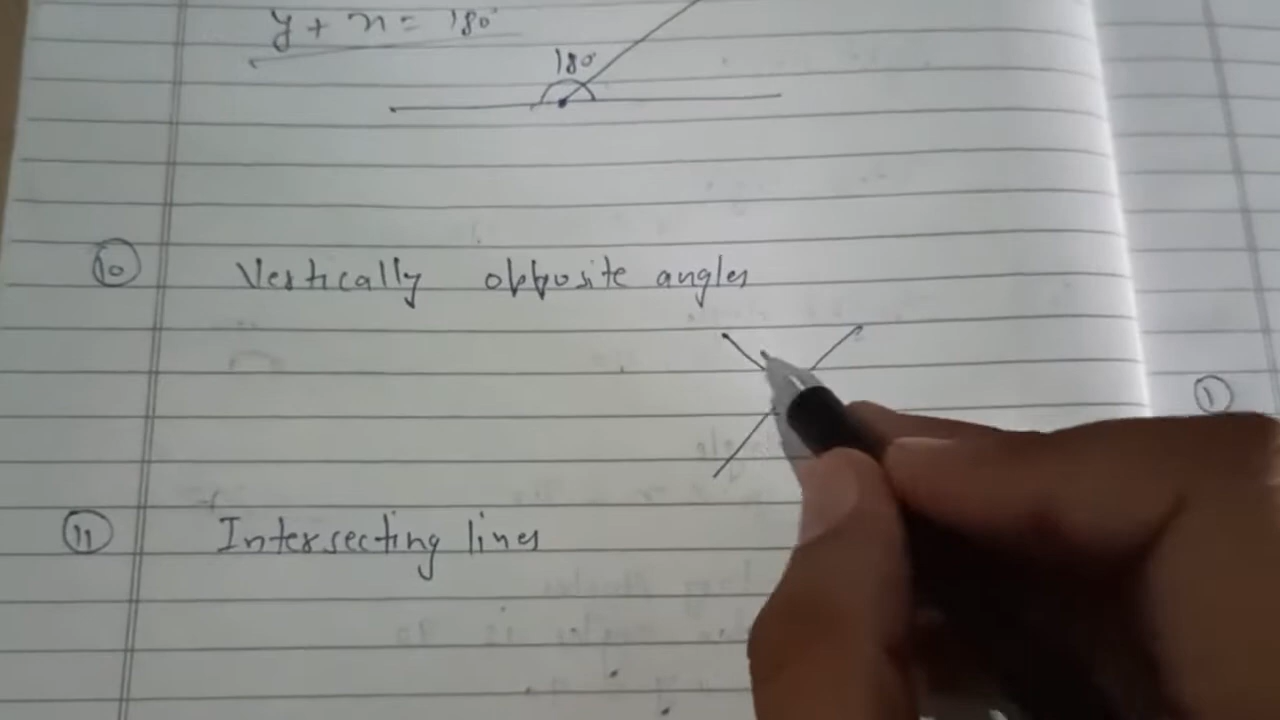 y + x = 180°
180°
10 Vertically opposite angles
1
11 Intersecting lines